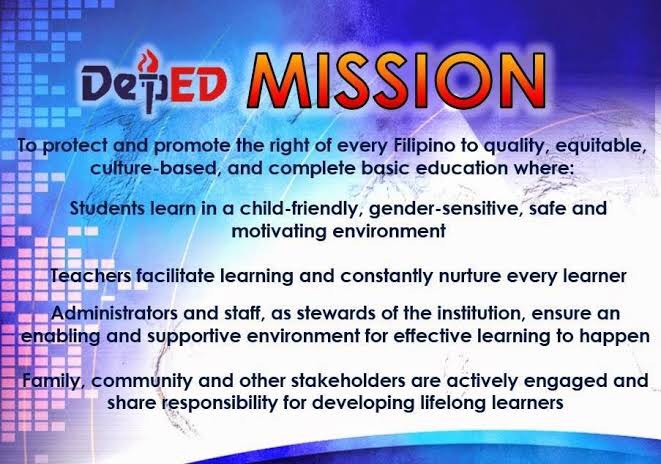 DepED MISSION
To protect and promote the right of every Filipino to quality, equitable,
culture-based, and complete basic education where:
Students learn in a child-friendly, gender-sensitive, safe and
motivating environment
Teachers facilitate learning and constantly nurture every learner
Administrators and staff, as stewards of the institution, ensure an
enabling and supportive environment for effective learning to happen
Family, community and other stakeholders are actively engaged and
share responsibility for developing lifelong learners